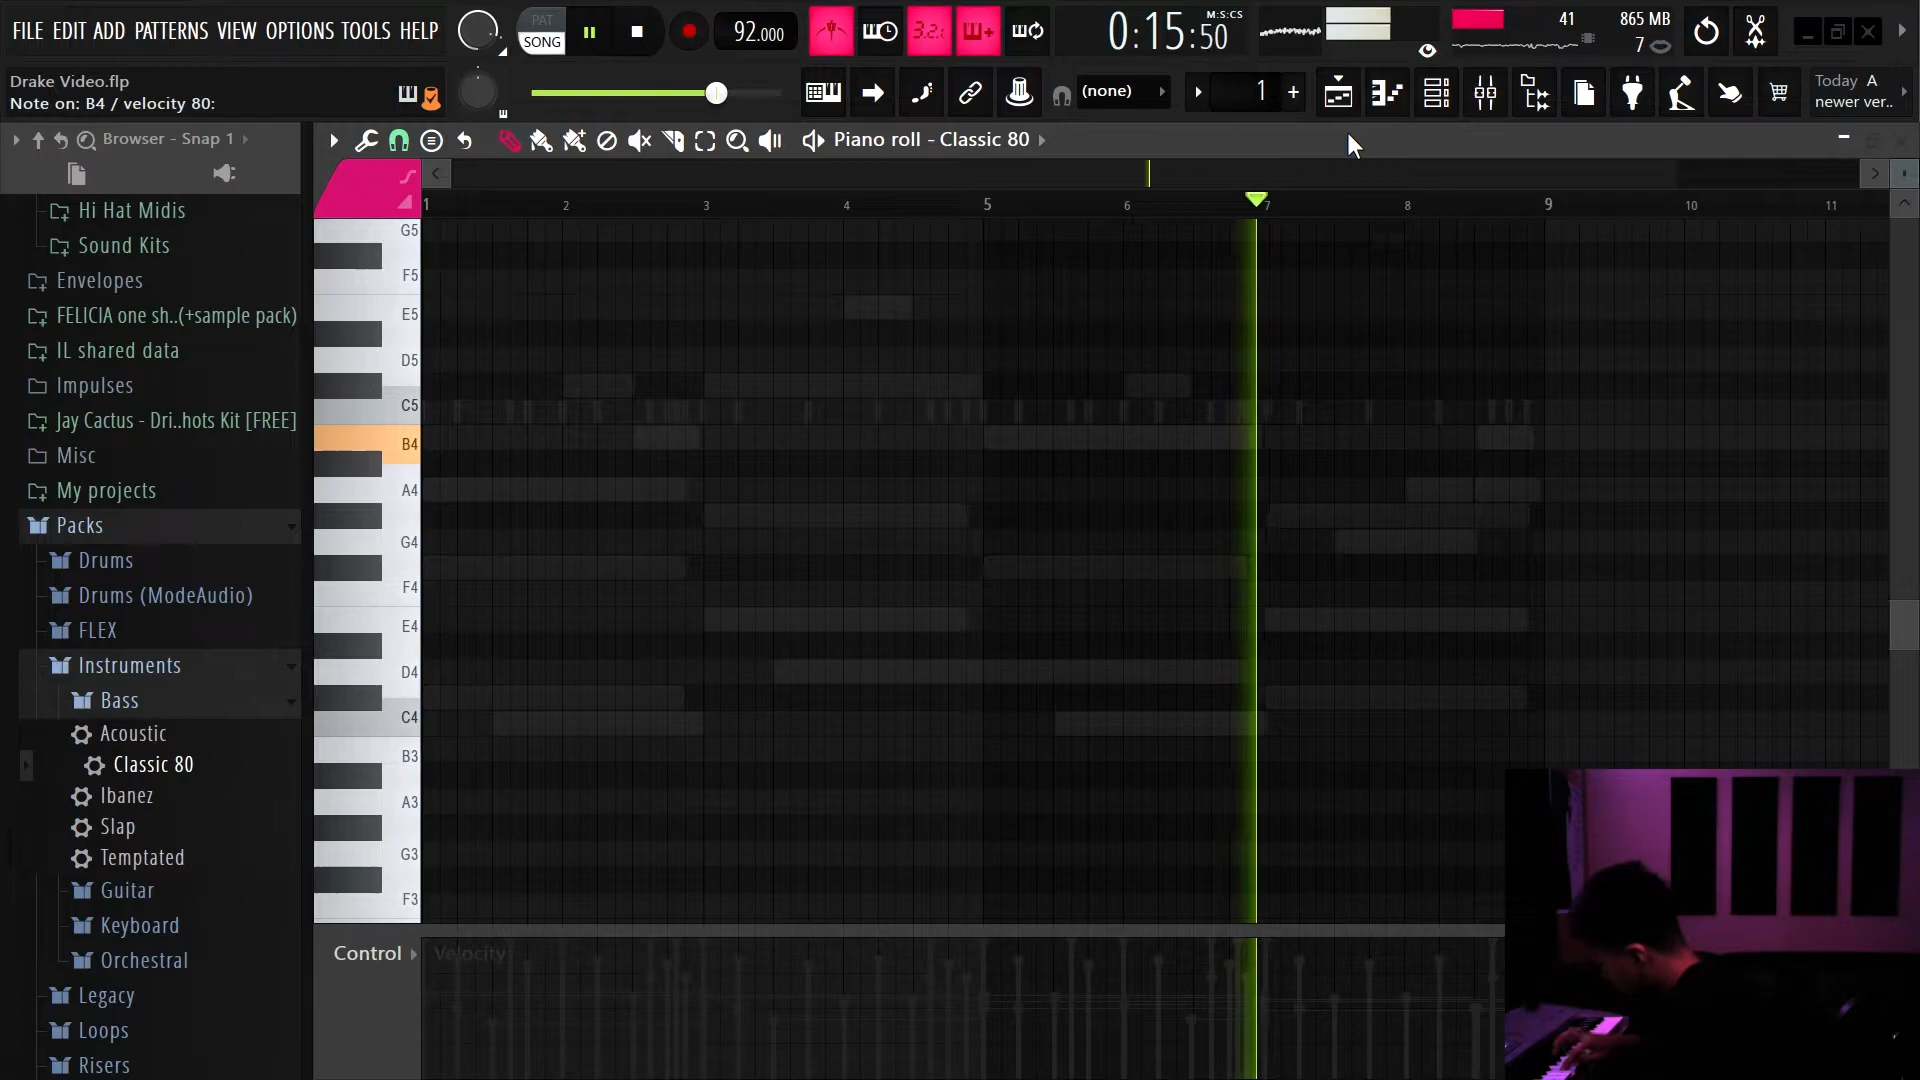 FILE EDIT ADD PATTERNS VIEW OPTIONS TOOLS HELP
PAT
SONG
92.000
3.2.1
0:15:50
M:S:CS
41
865 MB
7
Drake Video.flp
Note on: B4 / velocity 80:
(none)
1
Today A
newer ver..
Browser - Snap 1
Piano roll - Classic 80
1 2 3 4 5 6 7 8 9 10 11
Hi Hat Midis
Sound Kits
Envelopes
FELICIA one sh..(+sample pack)
IL shared data
Impulses
Jay Cactus - Dri..hots Kit [FREE]
Misc
My projects
Packs
Drums
Drums (ModeAudio)
FLEX
Instruments
Bass
Acoustic
Classic 80
Ibanez
Slap
Temptated
Guitar
Keyboard
Orchestral
Legacy
Loops
Risers
G5
F5
E5
D5
C5
B4
A4
G4
F4
E4
D4
C4
B3
A3
G3
F3
Control
Velocity